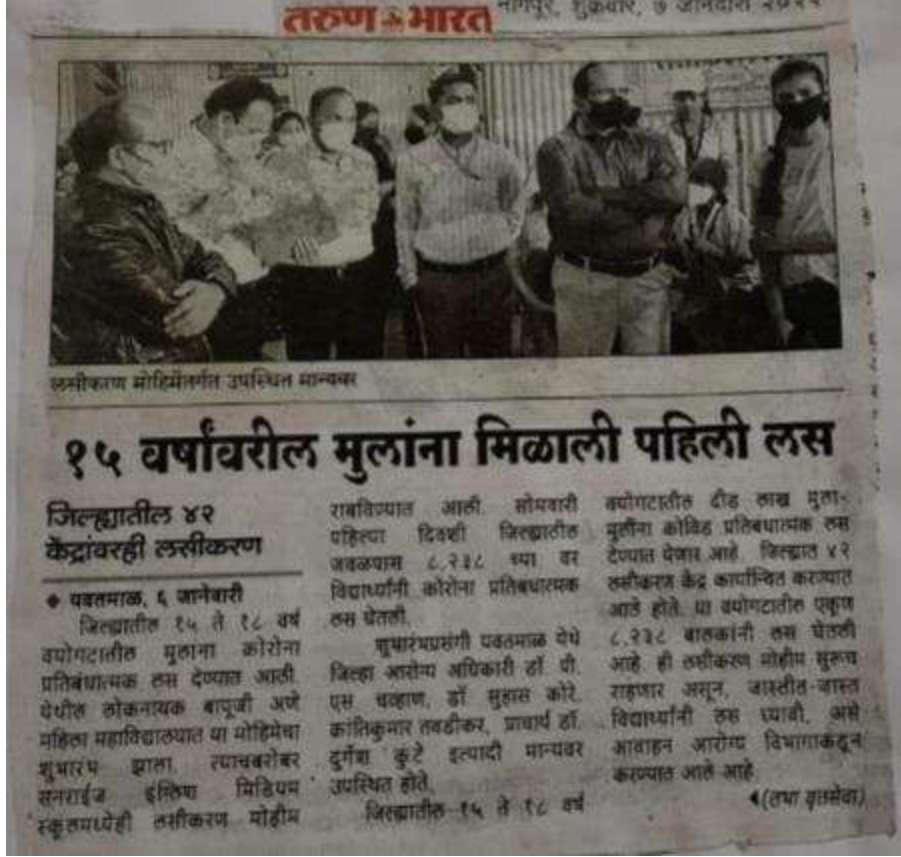 तरुण भारत
नागपूर, शुक्रवार, ७ जानेवारी
लसीकरण मोहिमेंतर्गत उपस्थित मान्यवर
१५ वर्षांवरील मुलांना मिळाली पहिली लस
जिल्ह्यातील ४२
केंद्रांवरही लसीकरण
◆ यवतमाळ, ६ जानेवारी
जिल्ह्यातील १५ ते १८ वर्ष
वयोगटातील मुलाना कोरोना
प्रतिबंधात्मक लस देण्यात आली.
येथील लोकनायक बापूजी अणे
महिला महाविद्यालयात या मोहिमेचा
शुभारंभ झाला. त्याचबरोबर
सनराईज इंग्लिश मिडियम
स्कूलमध्येही लसीकरण मोहीम
राबविण्यात आली. सोमवारी
पहिल्या दिवशी जिल्ह्यातील
जवळपास ८,२३८ च्या वर
विद्यार्थ्यांनी कोरोना प्रतिबंधात्मक
लस घेतली.
शुभारंभप्रसंगी यवतमाळ येथे
जिल्हा आरोग्य अधिकारी डॉ. पी.
एस चव्हाण, डॉ सुहास कोरे,
क्रांतिकुमार नवडीकर, प्राचार्य डॉ.
दुर्गेश कुंटे इत्यादी मान्यवर
उपस्थित होते.
जिल्ह्यातील १५ ते १८ वर्ष
वयोगटातील दीड लाख मुला-
मुलींना कोविड प्रतिबंधात्मक लस
देण्यात येणार आहे. जिल्ह्यात ४२
लसीकरण केंद्र कार्यान्वित करण्यात
आले होते. या वयोगटातील एकूण
८,२३८ बालकांनी लस घेतली
आहे. ही लसीकरण मोहीम सुरूच
राहणार असून, जास्तीत-जास्त
विद्यार्थ्यांनी लस घ्यावी, असे
आवाहन आरोग्य विभागाकडून
करण्यात आले आहे.
◀(तभा वृत्तसेवा)